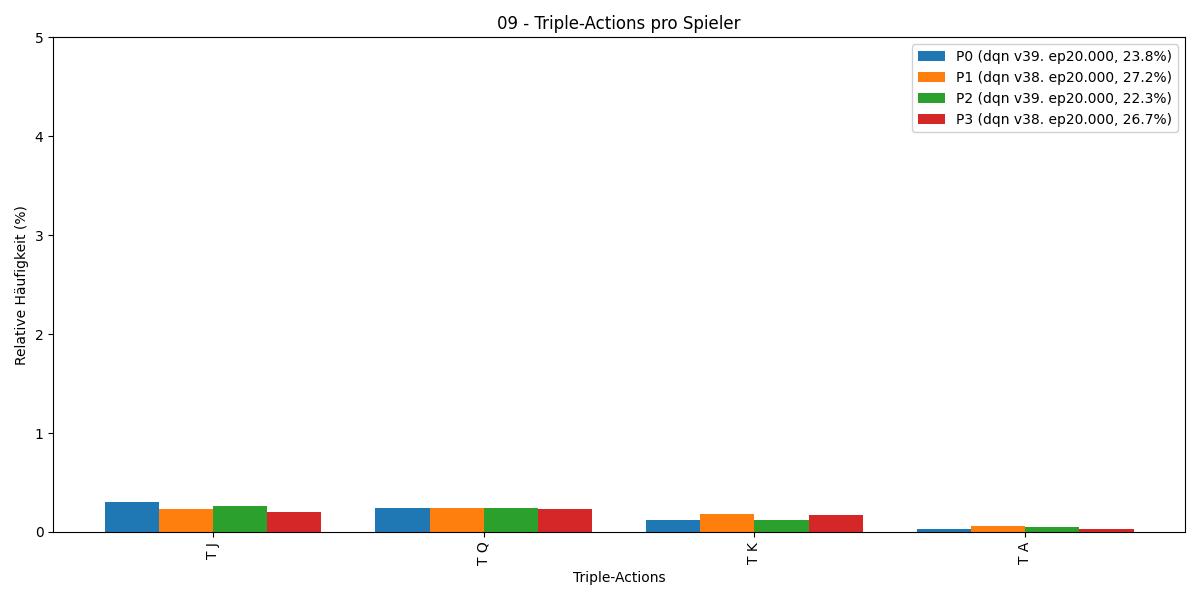 09 - Triple-Actions pro Spieler
Relative Häufigkeit (%)
5
4
3
2
1
0
P0 (dqn v39. ep20.000, 23.8%)
P1 (dqn v38. ep20.000, 27.2%)
P2 (dqn v39. ep20.000, 22.3%)
P3 (dqn v38. ep20.000, 26.7%)
T J
T Q
T K
T A
Triple-Actions